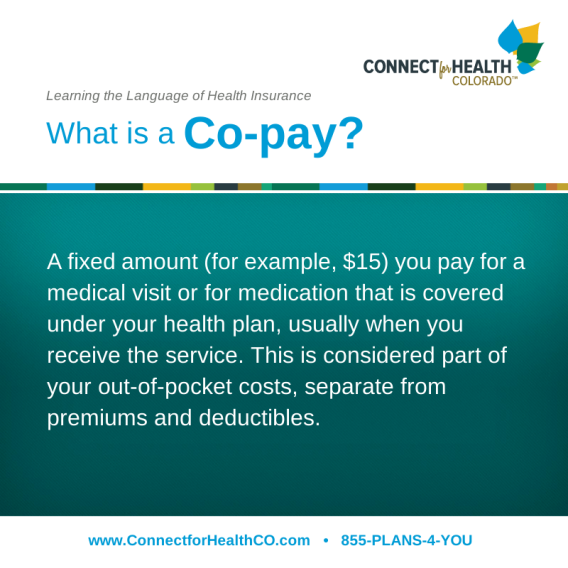 CONNECT for HEALTH
COLORADO™
Learning the Language of Health Insurance
What is a Co-pay?
A fixed amount (for example, $15) you pay for a
medical visit or for medication that is covered
under your health plan, usually when you
receive the service. This is considered part of
your out-of-pocket costs, separate from
premiums and deductibles.
www.ConnectforHealthCO.com • 855-PLANS-4-YOU